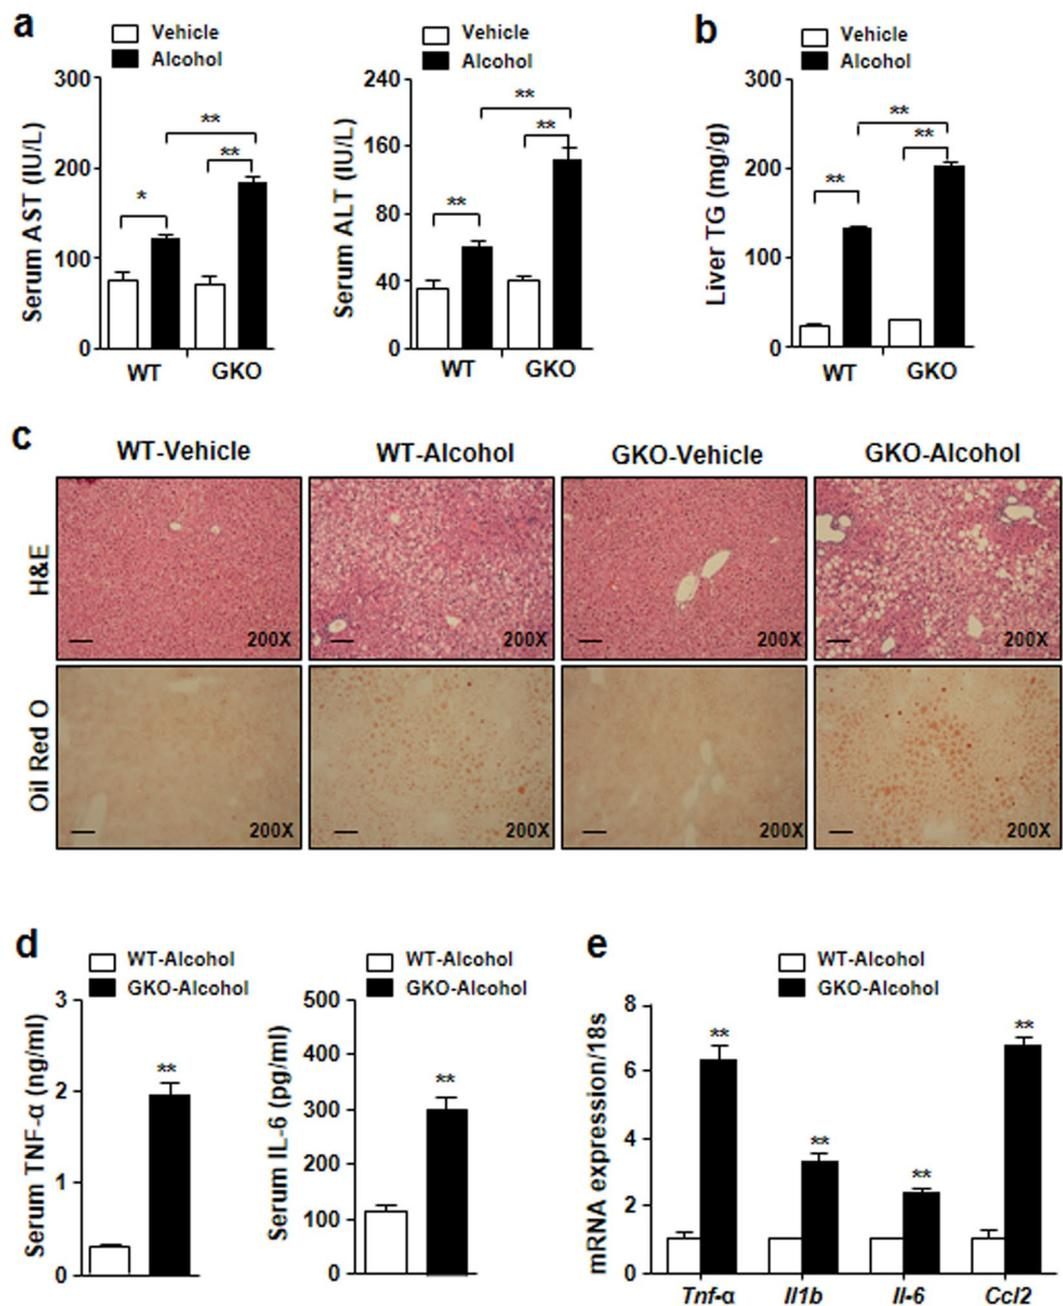 a
Vehicle
Alcohol
Serum AST (IU/L)
300
200
100
0
*
**
**
WT
GKO
Vehicle
Alcohol
Serum ALT (IU/L)
240
160
80
40
0
**
**
**
WT
GKO
b
Vehicle
Alcohol
Liver TG (mg/g)
300
200
100
0
**
**
**
WT
GKO
c
WT-Vehicle
WT-Alcohol
GKO-Vehicle
GKO-Alcohol
H&E
200X
200X
200X
200X
Oil Red O
200X
200X
200X
200X
d
WT-Alcohol
GKO-Alcohol
Serum TNF-α (ng/ml)
3
2
1
0
**
WT-Alcohol
GKO-Alcohol
Serum IL-6 (pg/ml)
500
400
300
200
100
0
**
e
WT-Alcohol
GKO-Alcohol
mRNA expression/18s
8
6
4
2
0
**
**
**
**
Tnf-α
Il1b
Il-6
Ccl2